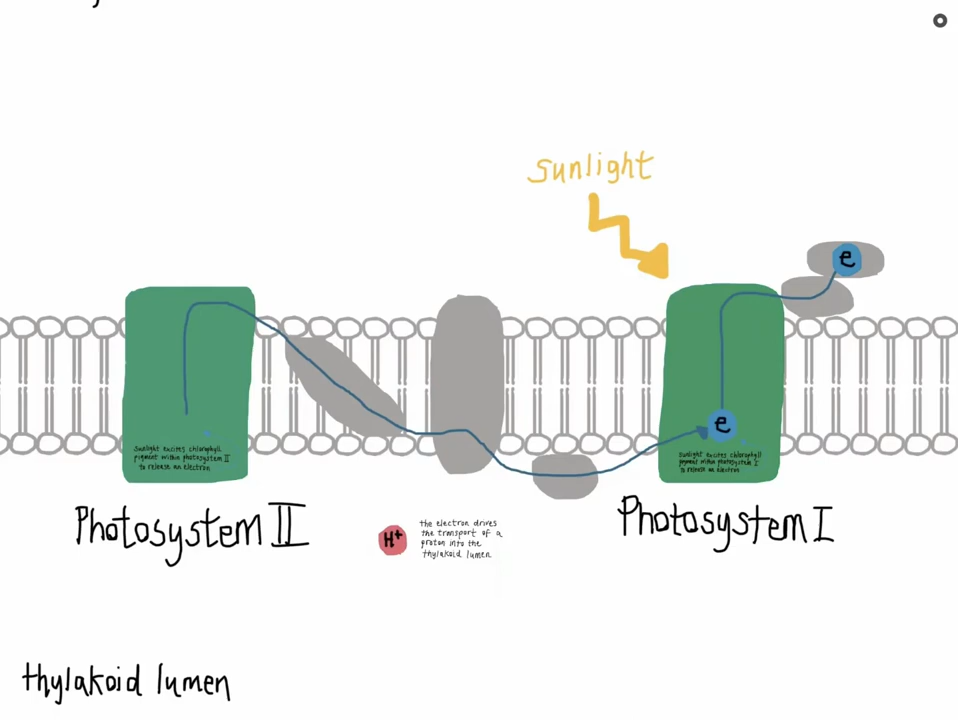 sunlight
e
e
Sunlight excites chlorophyll
pigment within photosystem II
to release an electron
Sunlight excites chlorophyll
pigment within photosystem I
to release an electron
Photosystem II
Photosystem I
H+
the electron drives
the transport of a
proton into the
thylakoid lumen
thylakoid lumen